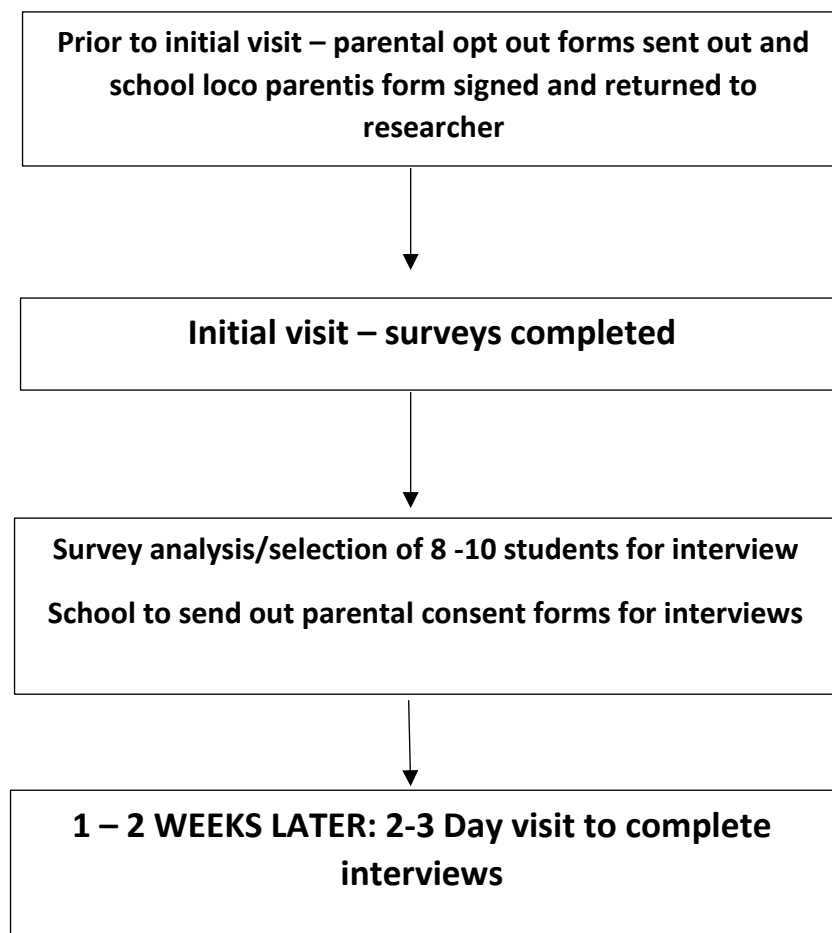 Prior to initial visit – parental opt out forms sent out and
school loco parentis form signed and returned to
researcher
Initial visit – surveys completed
Survey analysis/selection of 8 -10 students for interview
School to send out parental consent forms for interviews
1 – 2 WEEKS LATER: 2-3 Day visit to complete
interviews